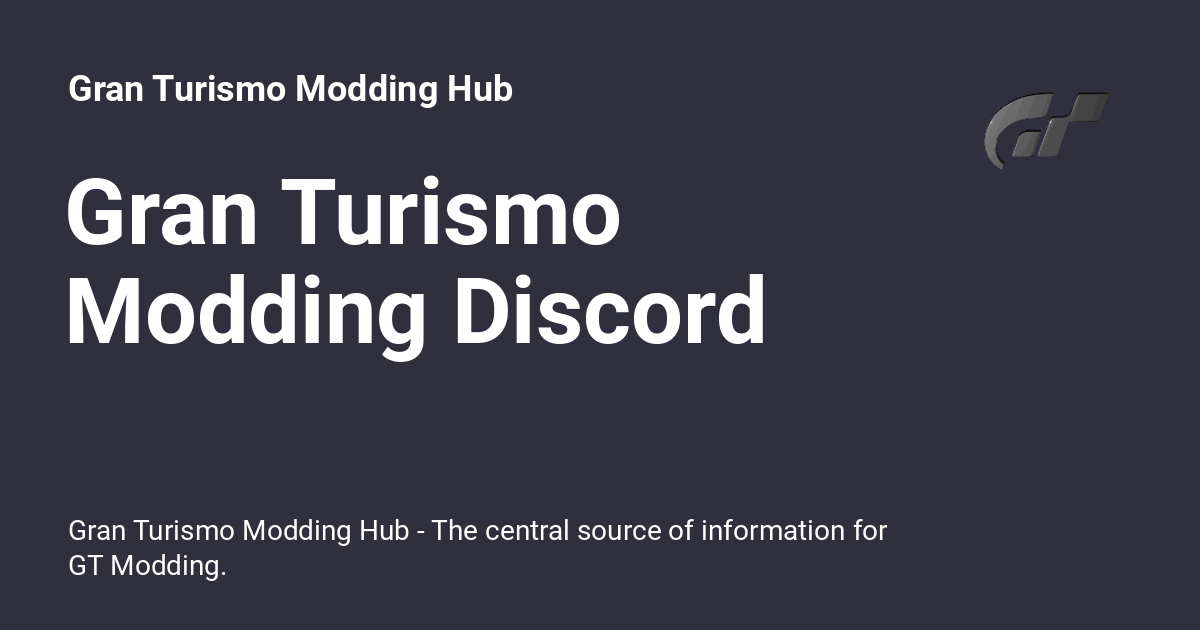 Gran Turismo Modding Hub
Gran Turismo
Modding Discord
Gran Turismo Modding Hub - The central source of information for
GT Modding.